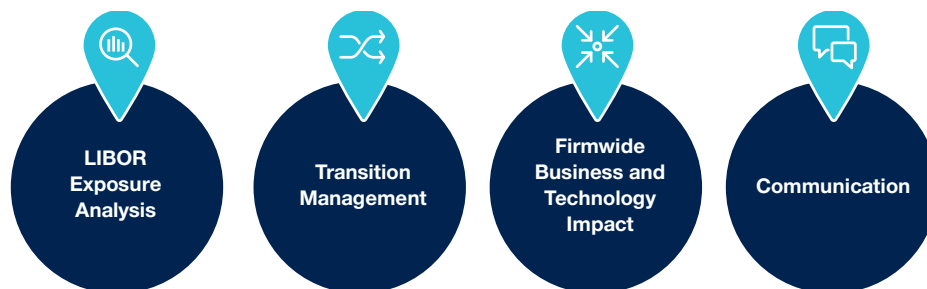 LIBOR
Exposure
Analysis
Transition
Management
Firmwide
Business and
Technology
Impact
Communication